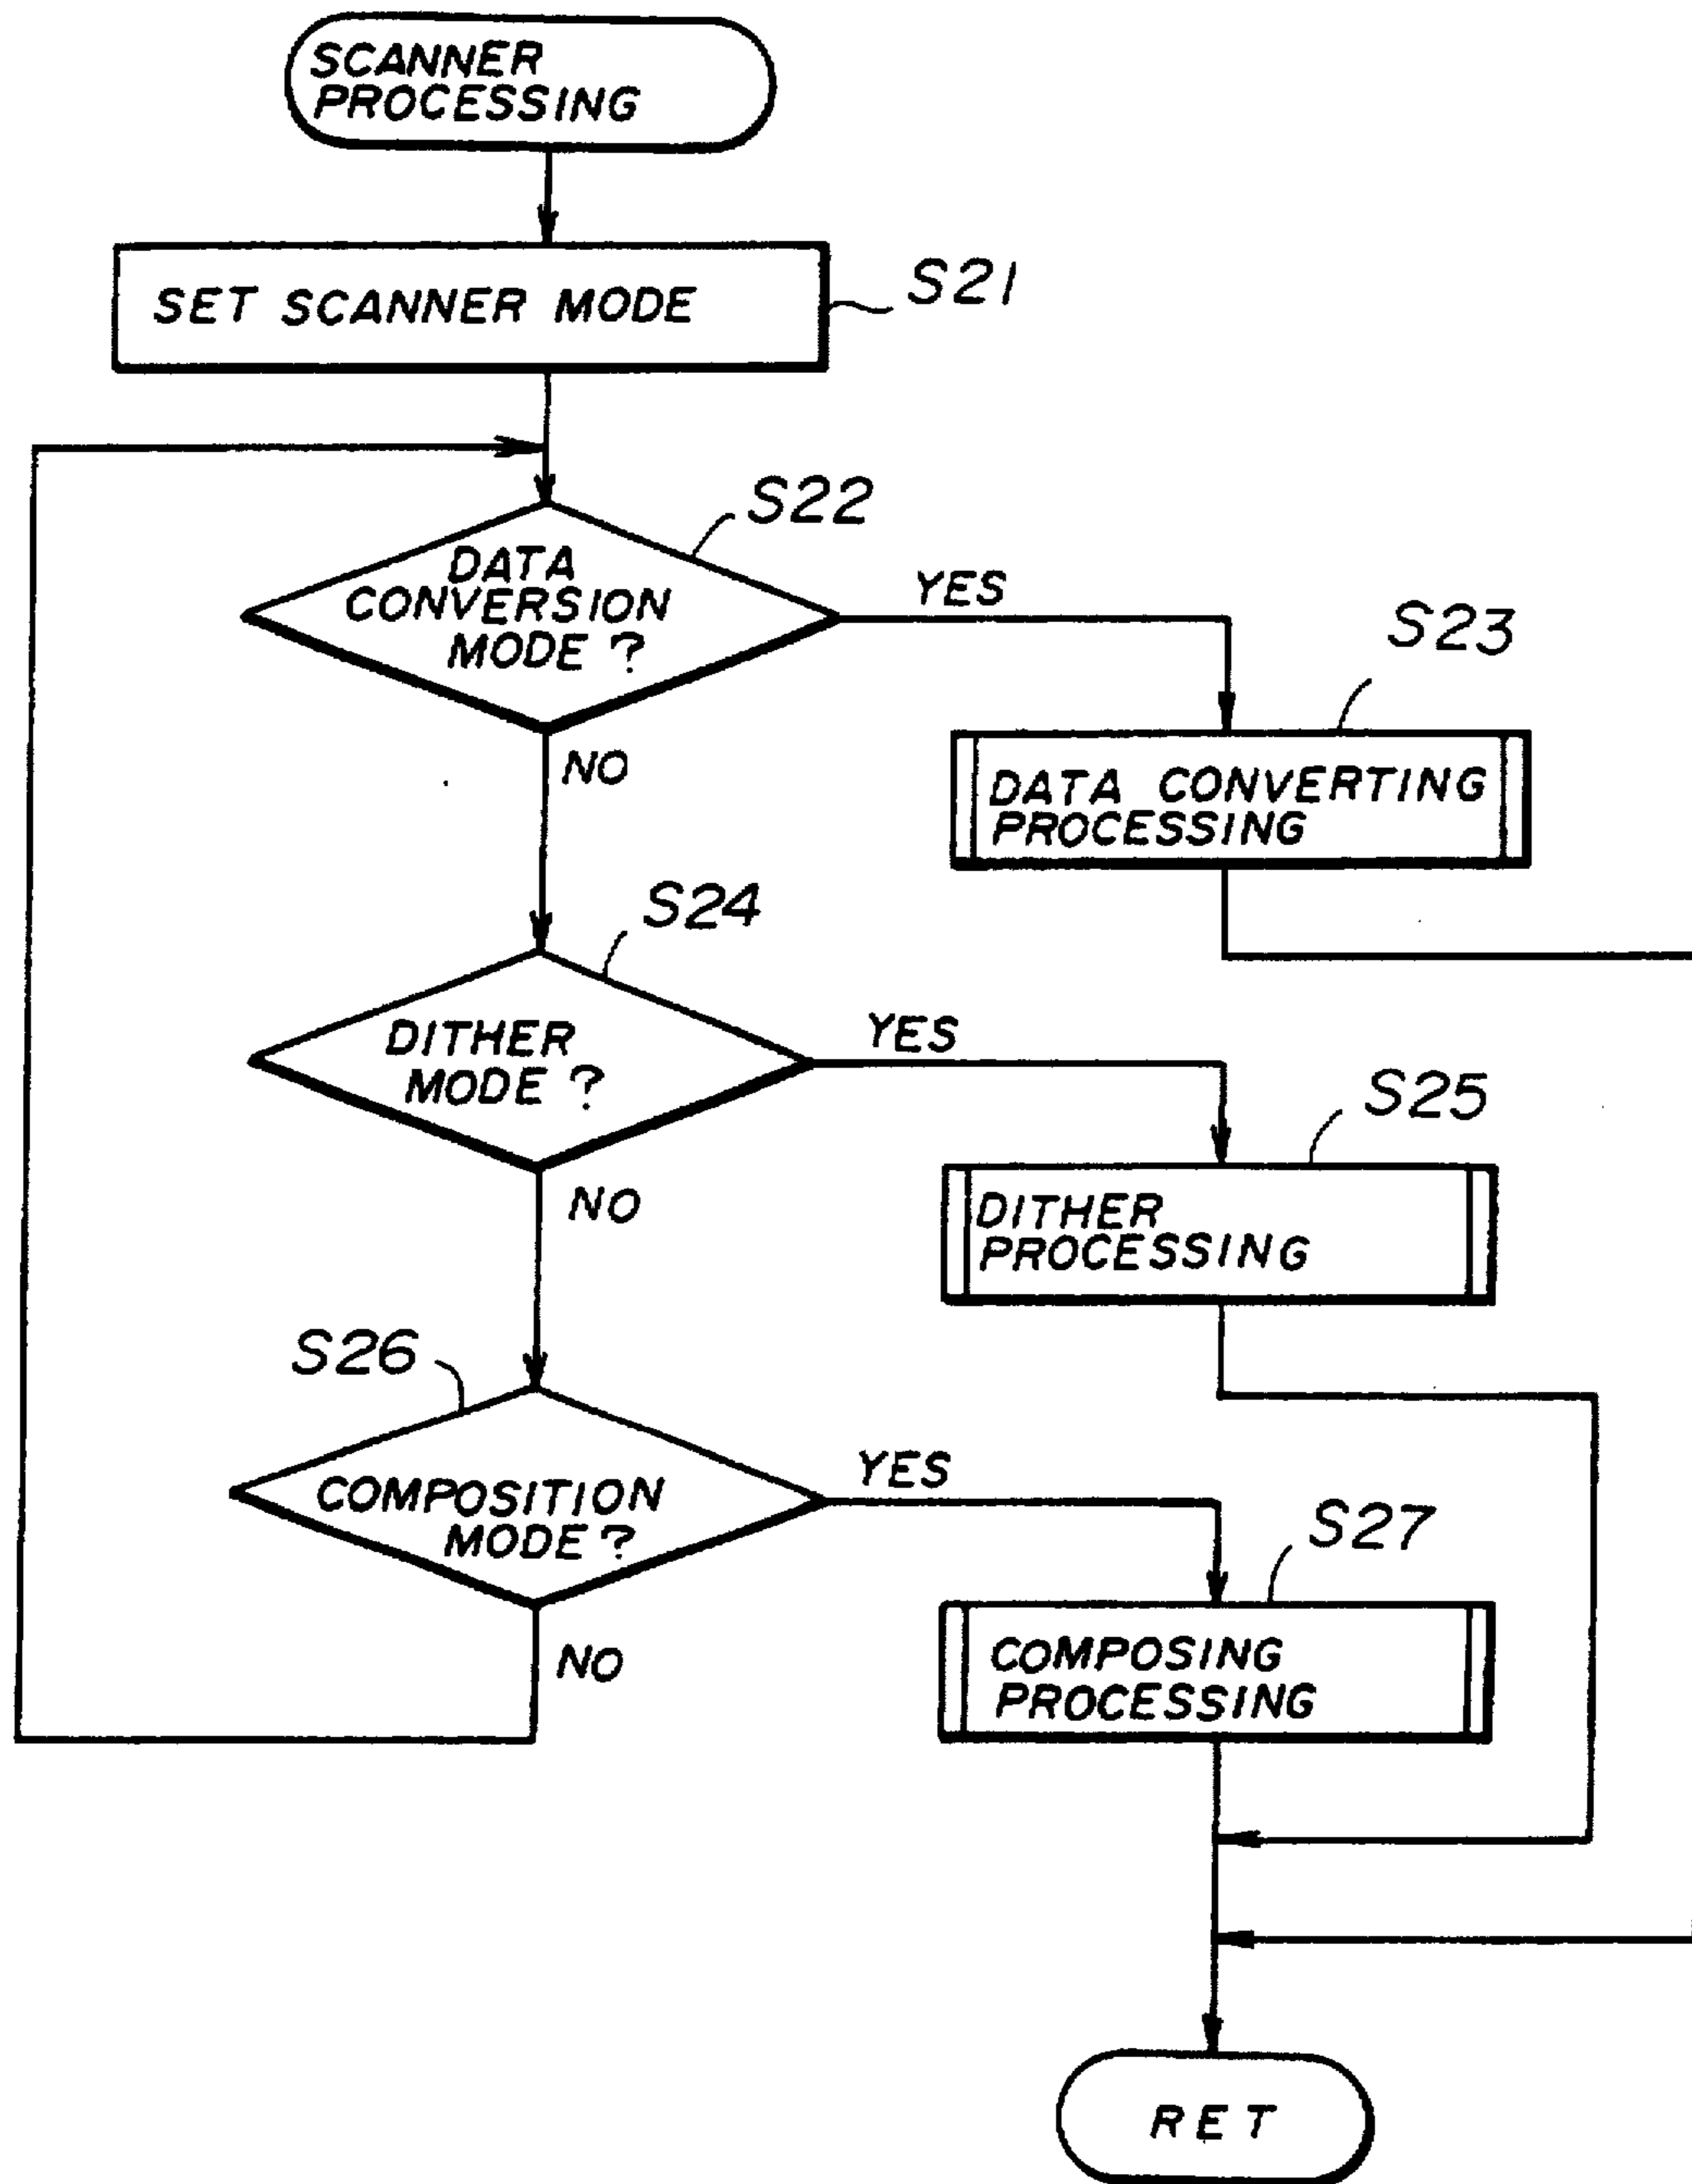 SCANNER
PROCESSING
SET SCANNER MODE
S21
S22
DATA
CONVERSION
MODE ?
YES
S23
NO
DATA CONVERTING
PROCESSING
S24
DITHER
MODE ?
YES
S25
NO
DITHER
PROCESSING
S26
COMPOSITION
MODE ?
YES
S27
NO
COMPOSING
PROCESSING
RET